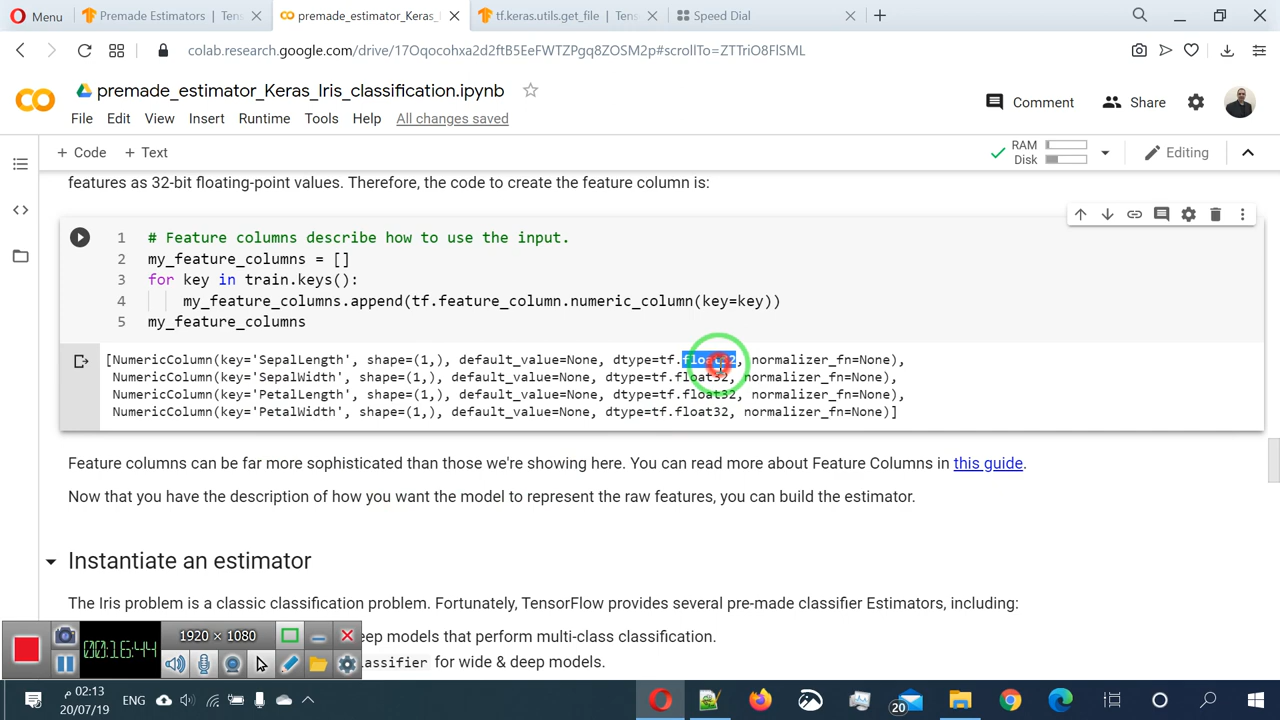 Menu
Premade Estimators | Tens
premade_estimator_Keras_
tf.keras.utils.get_file | Tens
Speed Dial
colab.research.google.com/drive/17Oqocohxa2d2ftB5EeFWTZPgq8ZOSM2p#scrollTo=ZTTriO8FlSML
premade_estimator_Keras_Iris_classification.ipynb
File Edit View Insert Runtime Tools Help All changes saved
Comment
Share
+ Code + Text
RAM
Disk
Editing
features as 32-bit floating-point values. Therefore, the code to create the feature column is:
1 # Feature columns describe how to use the input.
2 my_feature_columns = []
3 for key in train.keys():
4 my_feature_columns.append(tf.feature_column.numeric_column(key=key))
5 my_feature_columns
[NumericColumn(key='SepalLength', shape=(1,), default_value=None, dtype=tf.float32, normalizer_fn=None),
NumericColumn(key='SepalWidth', shape=(1,), default_value=None, dtype=tf.float32, normalizer_fn=None),
NumericColumn(key='PetalLength', shape=(1,), default_value=None, dtype=tf.float32, normalizer_fn=None),
NumericColumn(key='PetalWidth', shape=(1,), default_value=None, dtype=tf.float32, normalizer_fn=None)]
Feature columns can be far more sophisticated than those we're showing here. You can read more about Feature Columns in this guide.
Now that you have the description of how you want the model to represent the raw features, you can build the estimator.
Instantiate an estimator
The Iris problem is a classic classification problem. Fortunately, TensorFlow provides several pre-made classifier Estimators, including:
eep models that perform multi-class classification.
lassifier for wide & deep models.
00:16:44
1920 × 1080
20
ENG
02:13 م
20/07/19